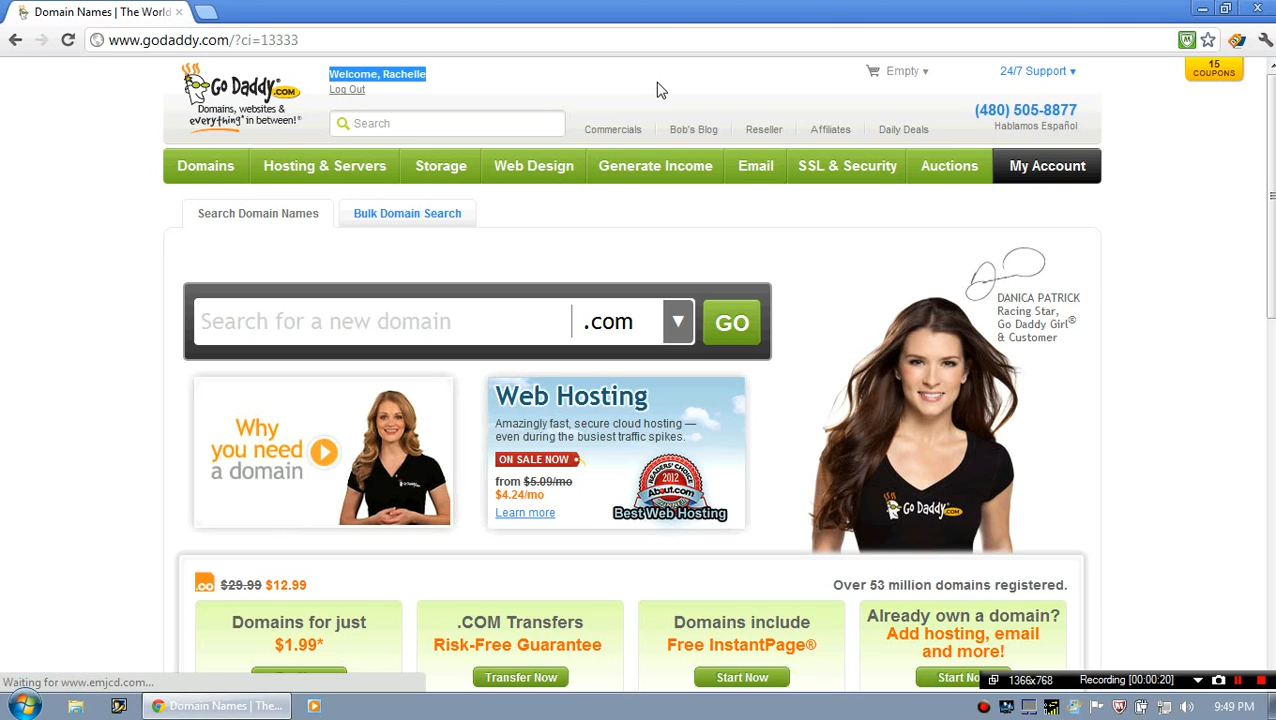 Domain Names | The World
www.godaddy.com/?ci=13333
Go Daddy.COM
Domains, websites &
everything* in between!®
Welcome, Rachelle
Log Out
Search
Commercials
Bob's Blog
Reseller
Affiliates
Daily Deals
Empty
24/7 Support
(480) 505-8877
Hablamos Español
15
COUPONS
Domains
Hosting & Servers
Storage
Web Design
Generate Income
Email
SSL & Security
Auctions
My Account
Search Domain Names
Bulk Domain Search
Search for a new domain
.com
GO
DANICA PATRICK
Racing Star,
Go Daddy Girl®
& Customer
Why
you need
a domain
Web Hosting
Amazingly fast, secure cloud hosting —
even during the busiest traffic spikes.
ON SALE NOW
from $5.09/mo
$4.24/mo
Learn more
READERS' CHOICE
2012
About.com
Best Web Hosting
Go Daddy.COM
.CO
$29.99 $12.99
Over 53 million domains registered.
Domains for just
$1.99*
.COM Transfers
Risk-Free Guarantee
Transfer Now
Domains include
Free InstantPage®
Start Now
Already own a domain?
Add hosting, email
and more!
Start No
Waiting for www.emjcd.com...
1366x768
Recording [00:00:20]
Domain Names | The...
9:49 PM